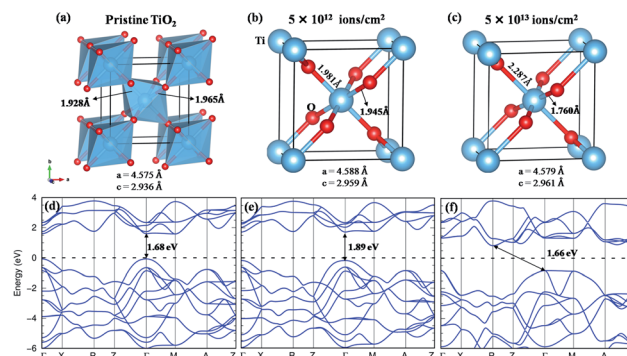 (a) Pristine TiO₂
(b) 5 × 10¹² ions/cm²
(c) 5 × 10¹³ ions/cm²
1.928Å
1.965Å
b
a
a = 4.575 Å
c = 2.936 Å
Ti
O
1.981Å
1.945Å
a = 4.588 Å
c = 2.959 Å
2.287Å
1.760Å
a = 4.579 Å
c = 2.961 Å
Energy (eV)
4
2
0
-2
-4
-6
(d)
1.68 eV
(e)
1.89 eV
(f)
1.66 eV
Γ X R Z Γ M A Z
Γ X R Z Γ M A Z
Γ X R Z Γ M A